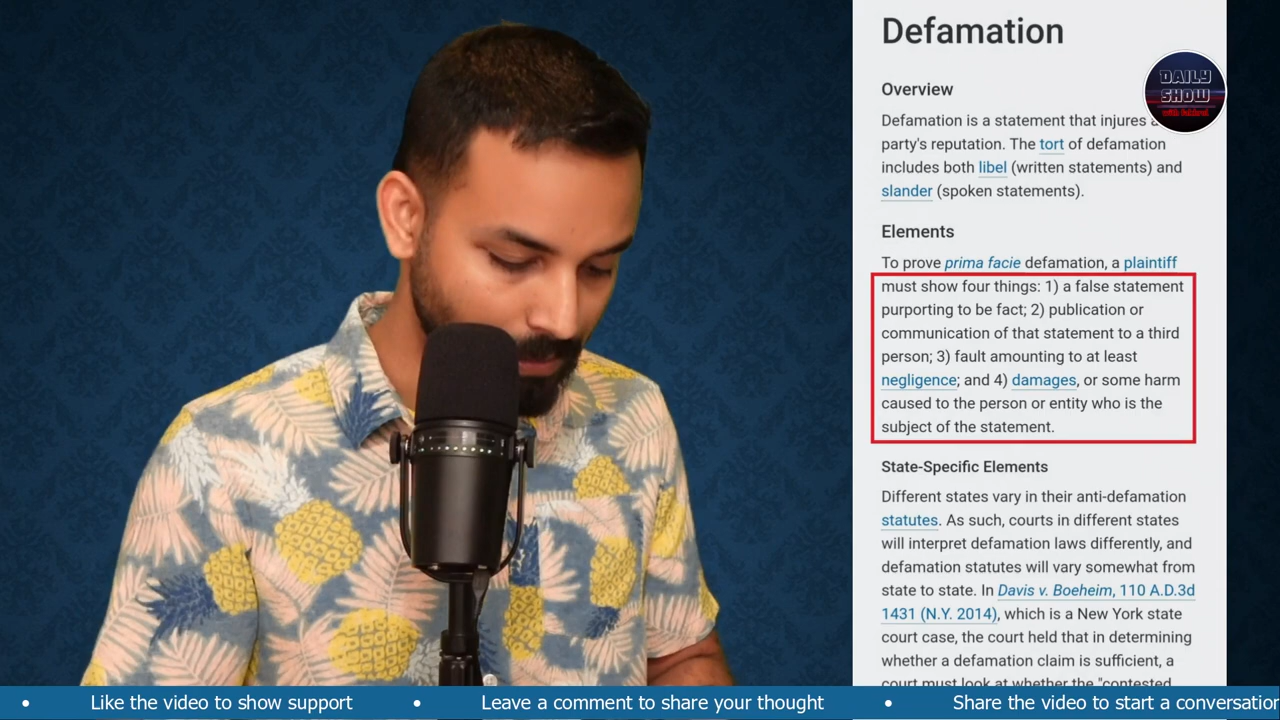 Defamation
DAILY
SHOW
Overview
Defamation is a statement that injures
party's reputation. The tort of defamation
includes both libel (written statements) and
slander (spoken statements).
Elements
To prove prima facie defamation, a plaintiff
must show four things: 1) a false statement
purporting to be fact; 2) publication or
communication of that statement to a third
person; 3) fault amounting to at least
negligence; and 4) damages, or some harm
caused to the person or entity who is the
subject of the statement.
State-Specific Elements
Different states vary in their anti-defamation
statutes. As such, courts in different states
will interpret defamation laws differently, and
defamation statutes will vary somewhat from
state to state. In Davis v. Boeheim, 110 A.D.3d
1431 (N.Y. 2014), which is a New York state
court case, the court held that in determining
whether a defamation claim is sufficient, a
court must look at whether the "contested
• Like the video to show support • Leave a comment to share your thought • Share the video to start a conversation